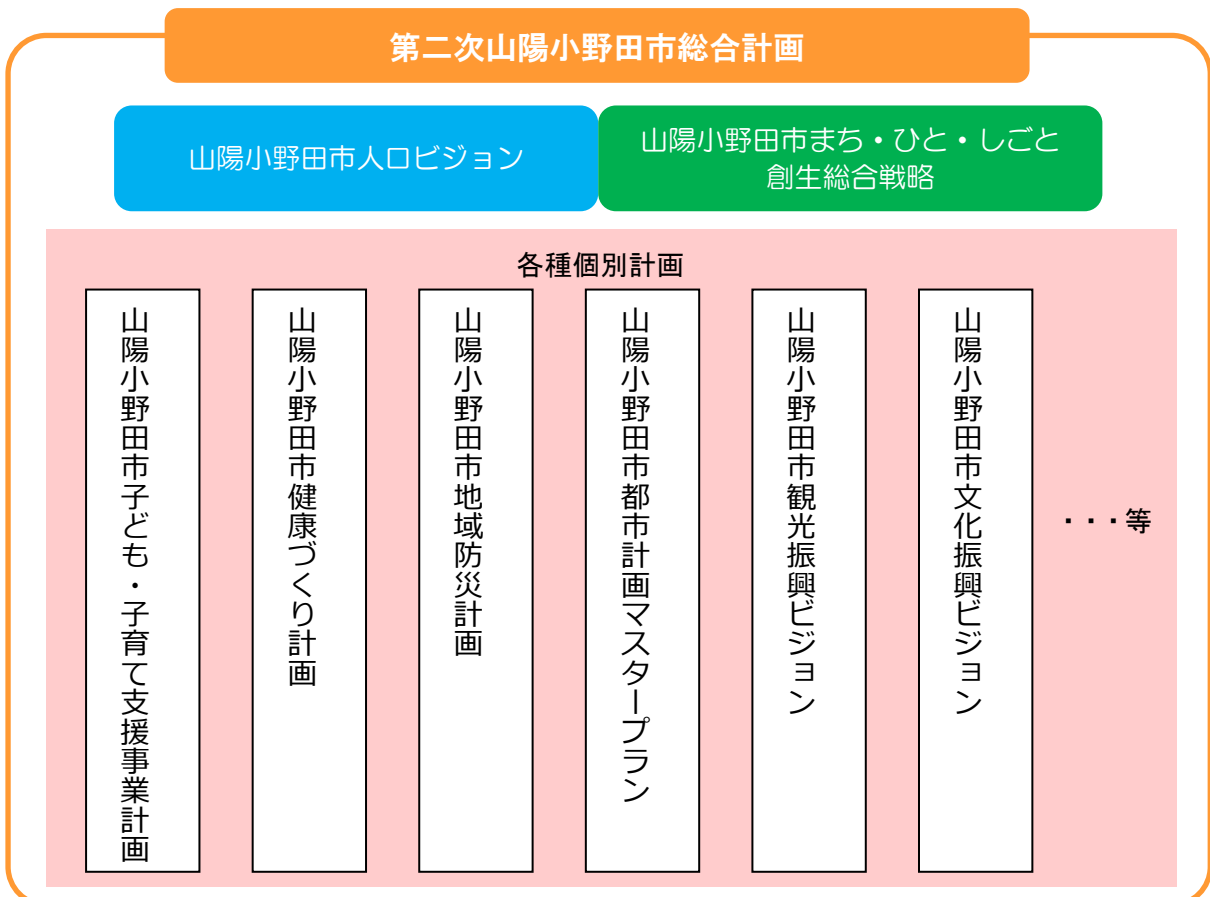 第二次山陽小野田市総合計画
山陽小野田市人口ビジョン
山陽小野田市まち・ひと・しごと
創生総合戦略
各種個別計画
山陽小野田市子ども・子育て支援事業計画
山陽小野田市健康づくり計画
山陽小野田市地域防災計画
山陽小野田市都市計画マスタープラン
山陽小野田市観光振興ビジョン
山陽小野田市文化振興ビジョン
・・・等